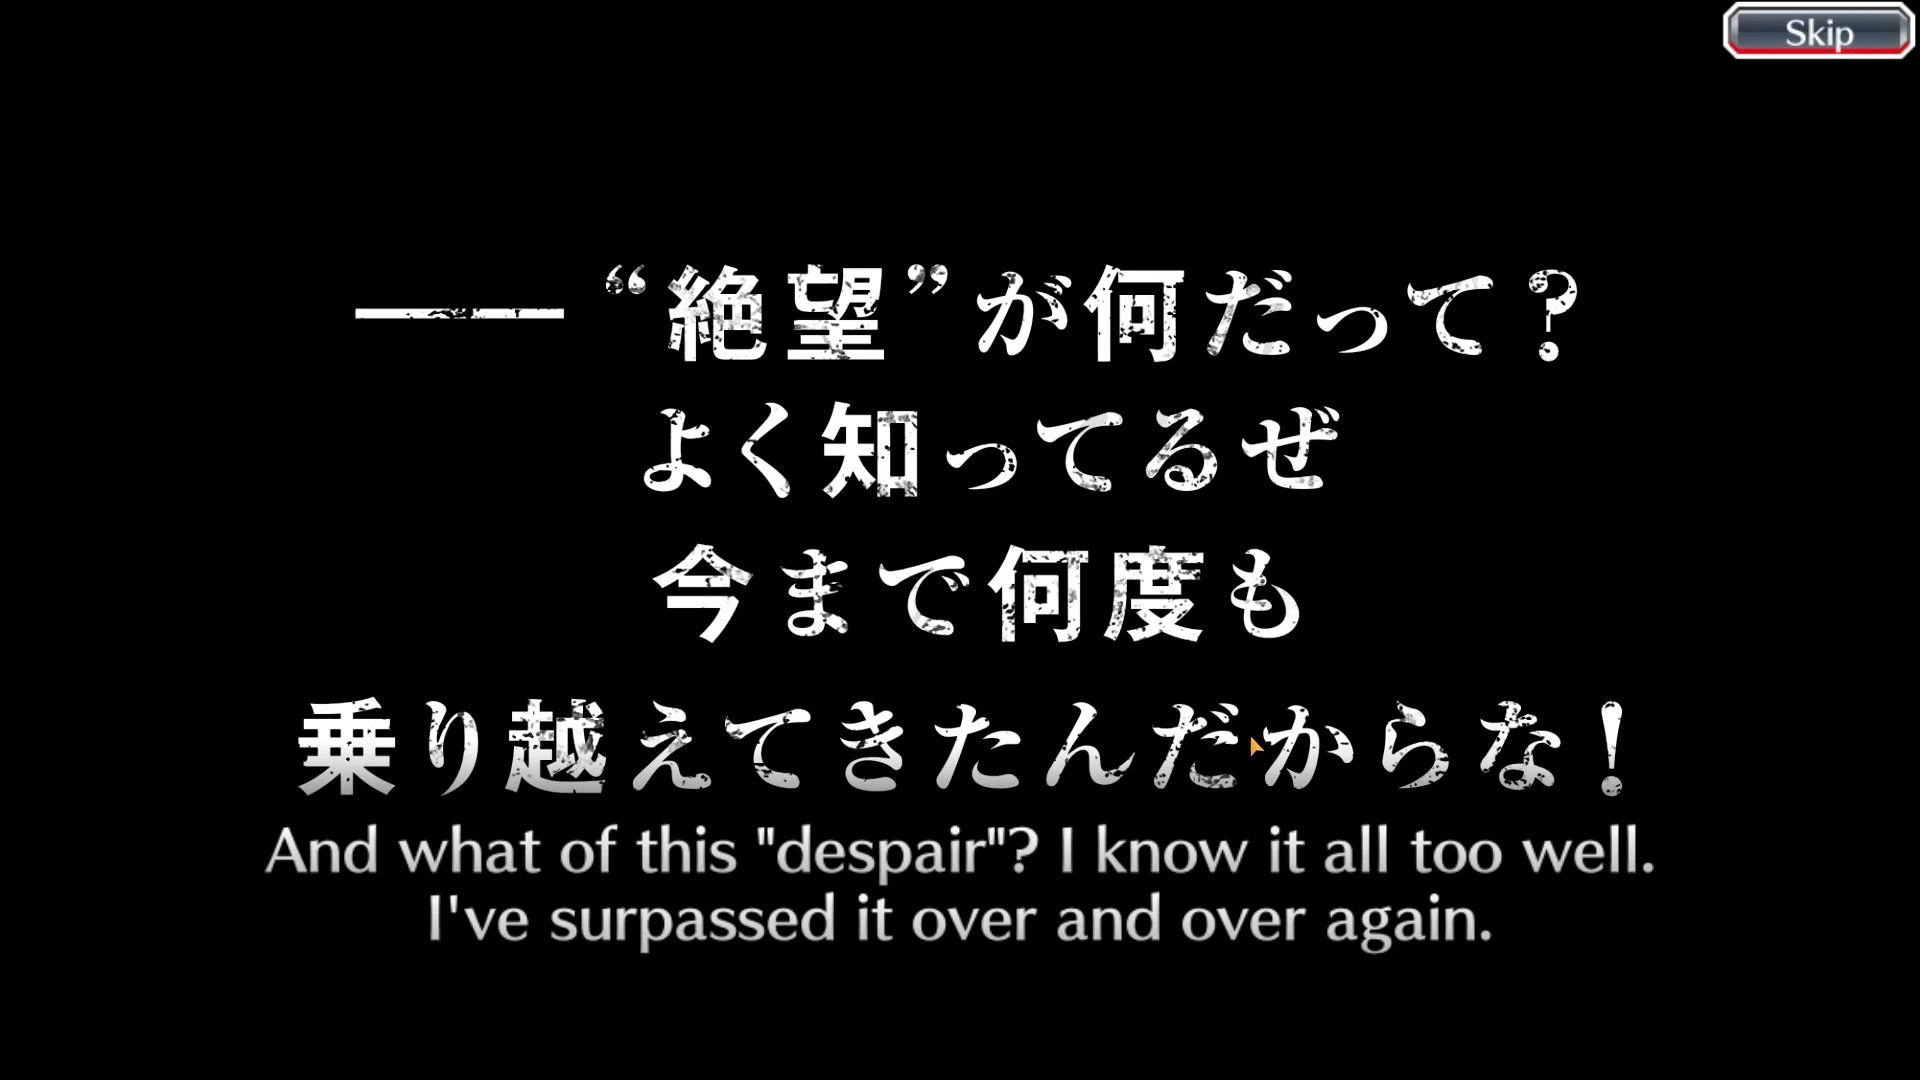 Skip
――“絶望”が何だって？
よく知ってるぜ
今まで何度も
乗り越えてきたんだからな！
And what of this "despair"? I know it all too well.
I've surpassed it over and over again.